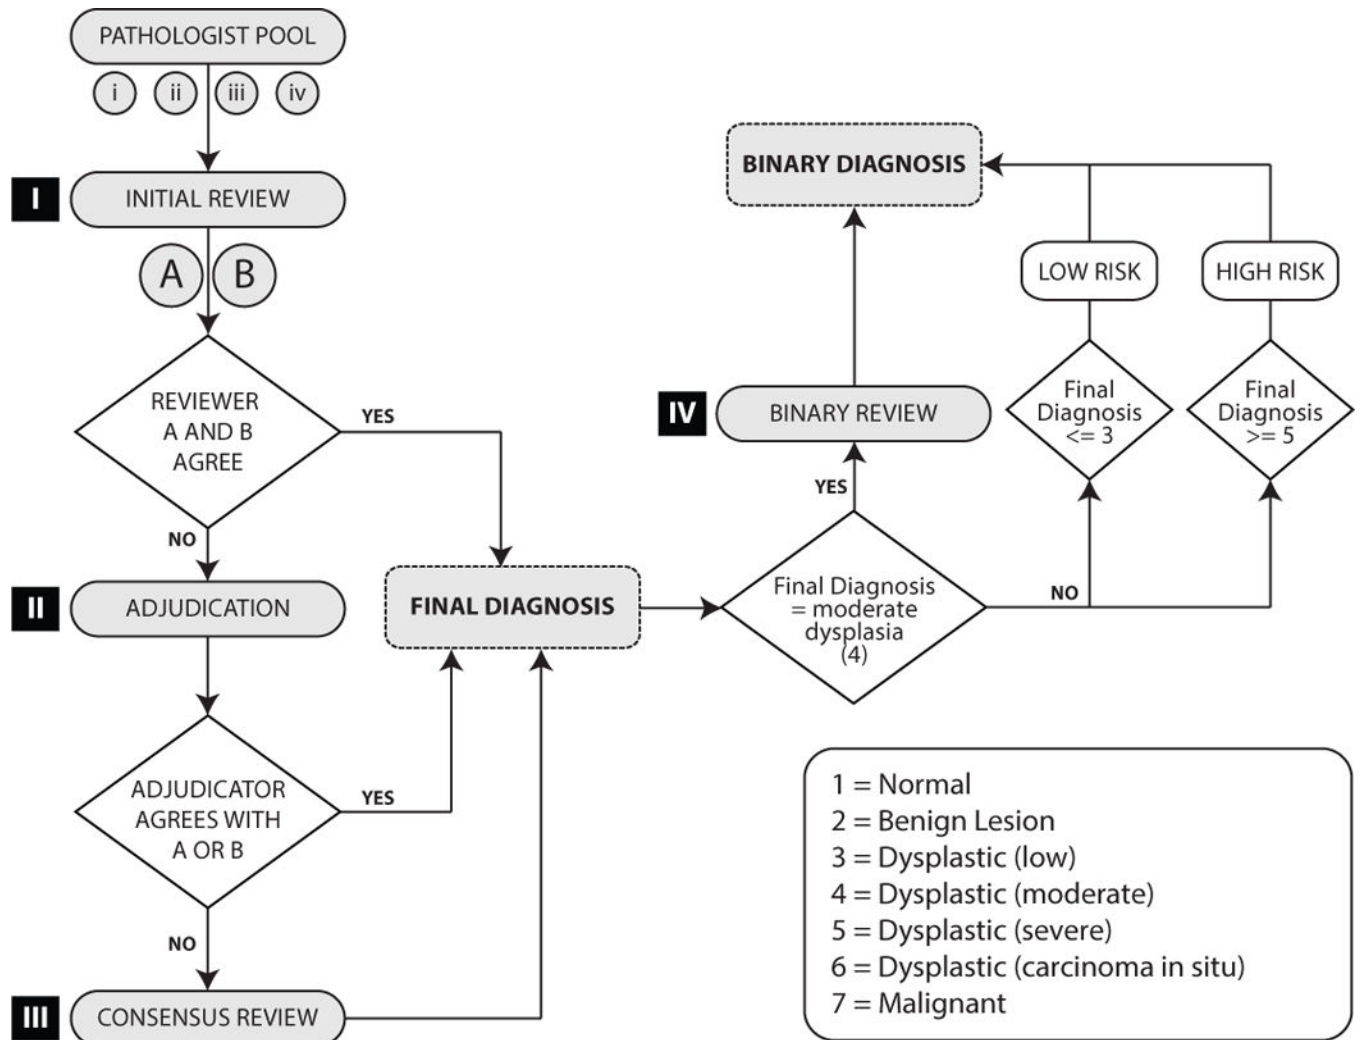 PATHOLOGIST POOL
i ii iii iv
I
INITIAL REVIEW
A B
REVIEWER
A AND B
AGREE
YES
NO
II
ADJUDICATION
ADJUDICATOR
AGREES WITH
A OR B
YES
NO
III
CONSENSUS REVIEW
FINAL DIAGNOSIS
Final Diagnosis
= moderate
dysplasia
(4)
YES
NO
IV
BINARY REVIEW
BINARY DIAGNOSIS
LOW RISK
Final
Diagnosis
<= 3
HIGH RISK
Final
Diagnosis
>= 5
1 = Normal
2 = Benign Lesion
3 = Dysplastic (low)
4 = Dysplastic (moderate)
5 = Dysplastic (severe)
6 = Dysplastic (carcinoma in situ)
7 = Malignant